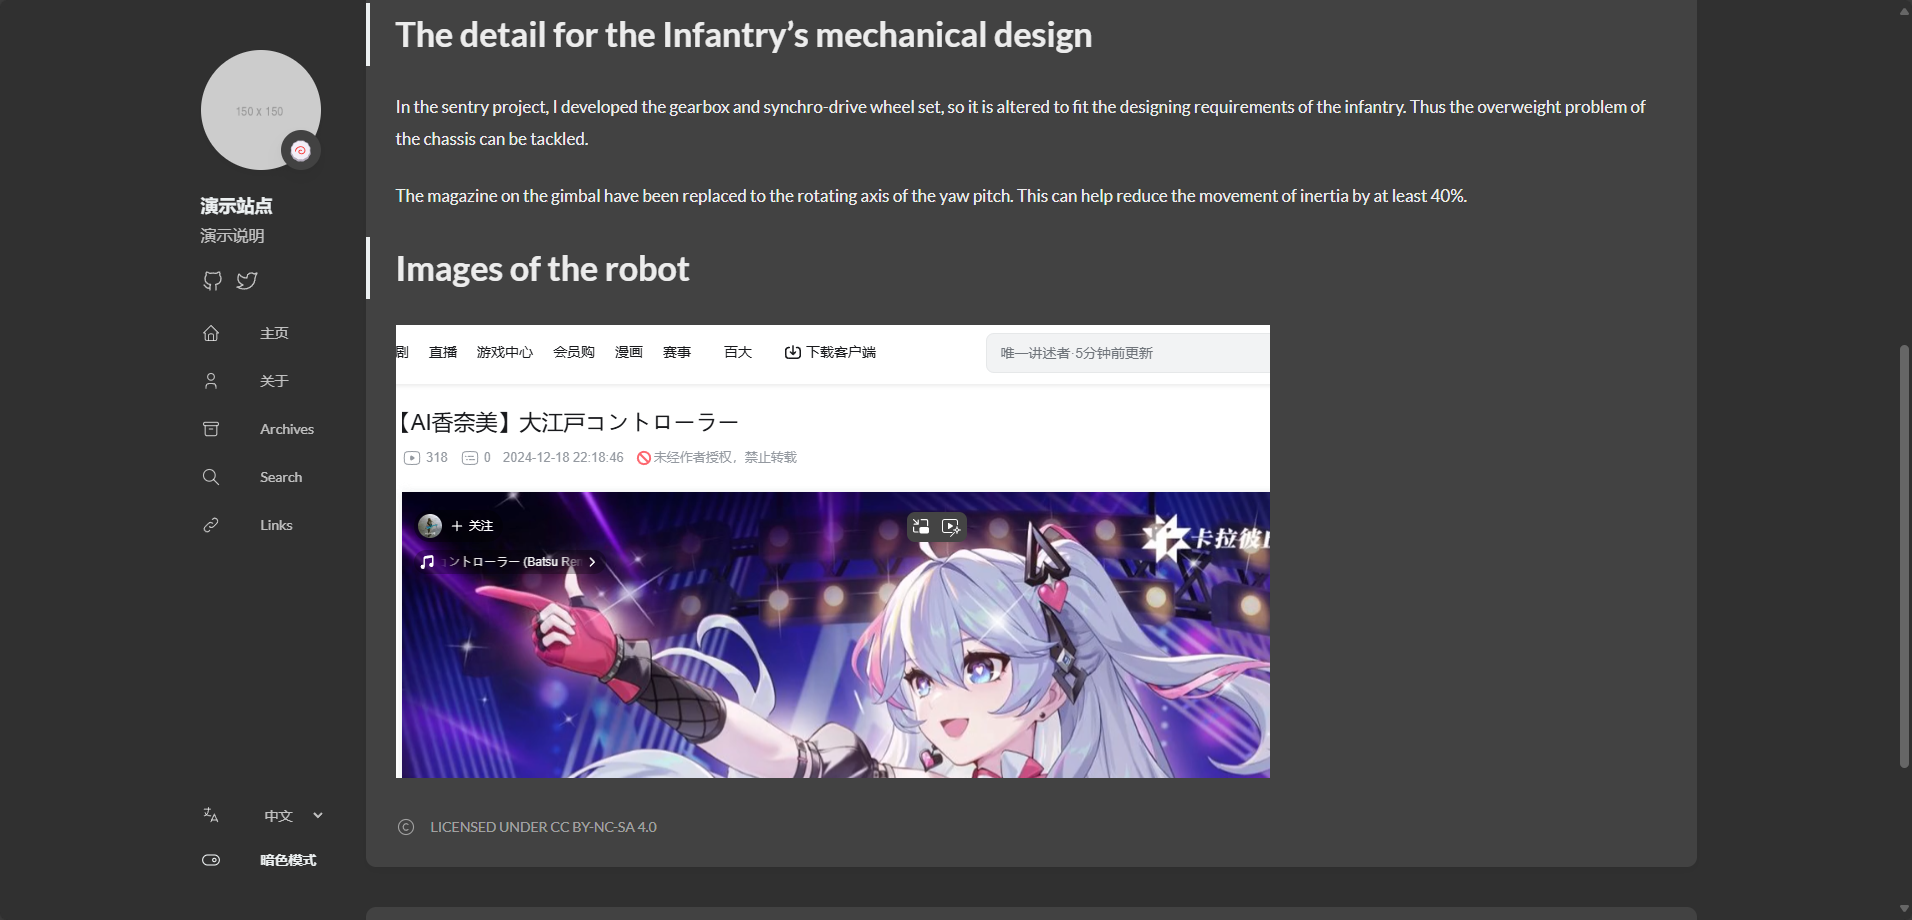 150 x 150
演示站点
演示说明
主页
关于
Archives
Search
Links
中文
暗色模式
The detail for the Infantry’s mechanical design
In the sentry project, I developed the gearbox and synchro-drive wheel set, so it is altered to fit the designing requirements of the infantry. Thus the overweight problem of
the chassis can be tackled.
The magazine on the gimbal have been replaced to the rotating axis of the yaw pitch. This can help reduce the movement of inertia by at least 40%.
Images of the robot
剧 直播 游戏中心 会员购 漫画 赛事 百大 下载客户端 唯一讲述者·5分钟前更新
【AI香奈美】大江戸コントローラー
318 0 2024-12-18 22:18:46 未经作者授权，禁止转载
+ 关注
コントローラー (Batsu Rem
卡拉彼丘
© LICENSED UNDER CC BY-NC-SA 4.0